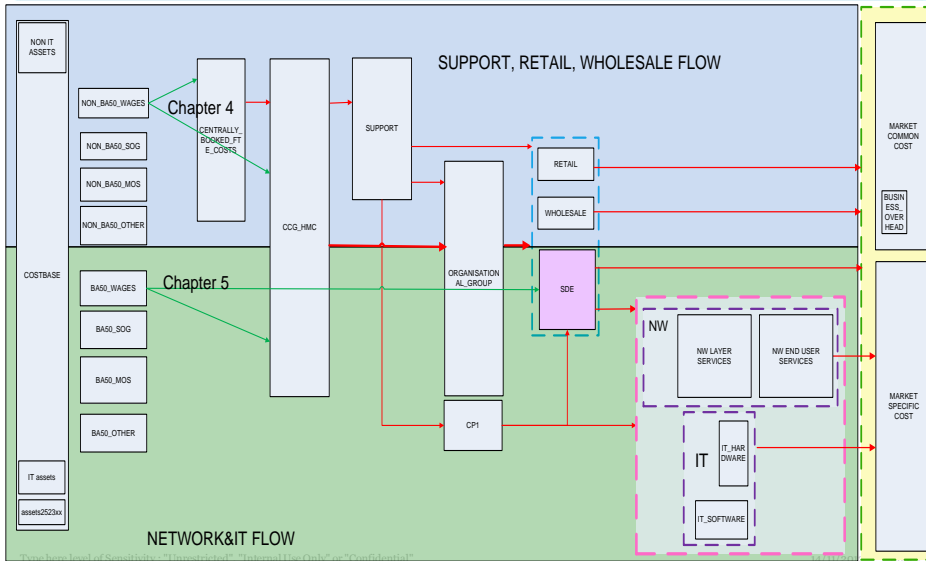 NON IT
ASSETS
SUPPORT, RETAIL, WHOLESALE FLOW
NON_BA50_WAGES
Chapter 4
CENTRALLY_
BOOKED_FT
E_COSTS
SUPPORT
MARKET
COMMON
COST
NON_BA50_SOG
RETAIL
NON_BA50_MOS
BUSIN
ESS_
OVER
HEAD
NON_BA50_OTHER
WHOLESALE
CCG_HMC
COSTBASE
BA50_WAGES
Chapter 5
ORGANISATION
AL_GROUP
SDE
BA50_SOG
NW
NW LAYER
SERVICES
NW END USER
SERVICES
BA50_MOS
MARKET
SPECIFIC
COST
BA50_OTHER
CP1
IT assets
IT
IT_HAR
DWARE
assets2523xx
IT_SOFTWARE
NETWORK&IT FLOW
Type here level of Sensitivity : "Unrestricted", "Internal Use Only" or "Confidential"